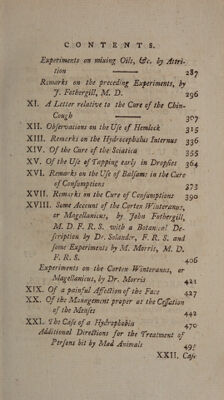 CONTENTS.
Experiments on mixing Oils, &c. by Attri-
tion 287
Remarks on the preceding Experiments, by
J. Fothergill, M. D. 296
XI. A Letter relative to the Cure of the Chin-
Cough 307
XII. Observations on the Use of Hemlock 315
XIII. Remarks on the Hydrocephalus Internus 336
XIV. Of the Cure of the Sciatica 355
XV. Of the Use of Tapping early in Dropsies 364
XVI. Remarks on the Use of Balsams in the Cure
of Consumptions 373
XVII. Remarks on the Cure of Consumptions 390
XVIII. Some Account of the Cortex Winteranus,
or Magellanicus, by John Fothergill,
M. D. F. R. S. with a Botanical De-
scription by Dr. Solander, F. R. S. and
some Experiments by M. Morris, M. D.
F. R. S. 406
Experiments on the Cortex Winteranus, or
Magellanicus, by Dr. Morris 421
XIX. Of a painful Affection of the Face 427
XX. Of the Management proper at the Cessation
of the Menses 442
XXI. The Case of a Hydrophobia 470
Additional Directions for the Treatment of
Persons bit by Mad Animals 495
XXII. Case